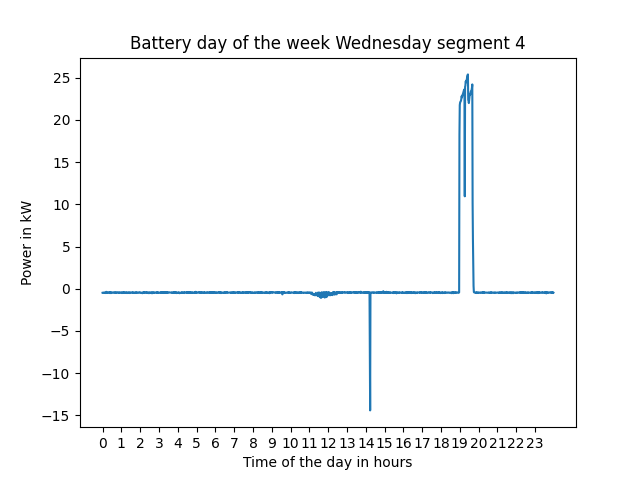 Battery day of the week Wednesday segment 4
Power in kW
25
20
15
10
5
0
−5
−10
−15
0 1 2 3 4 5 6 7 8 9 10 11 12 13 14 15 16 17 18 19 20 21 22 23
Time of the day in hours